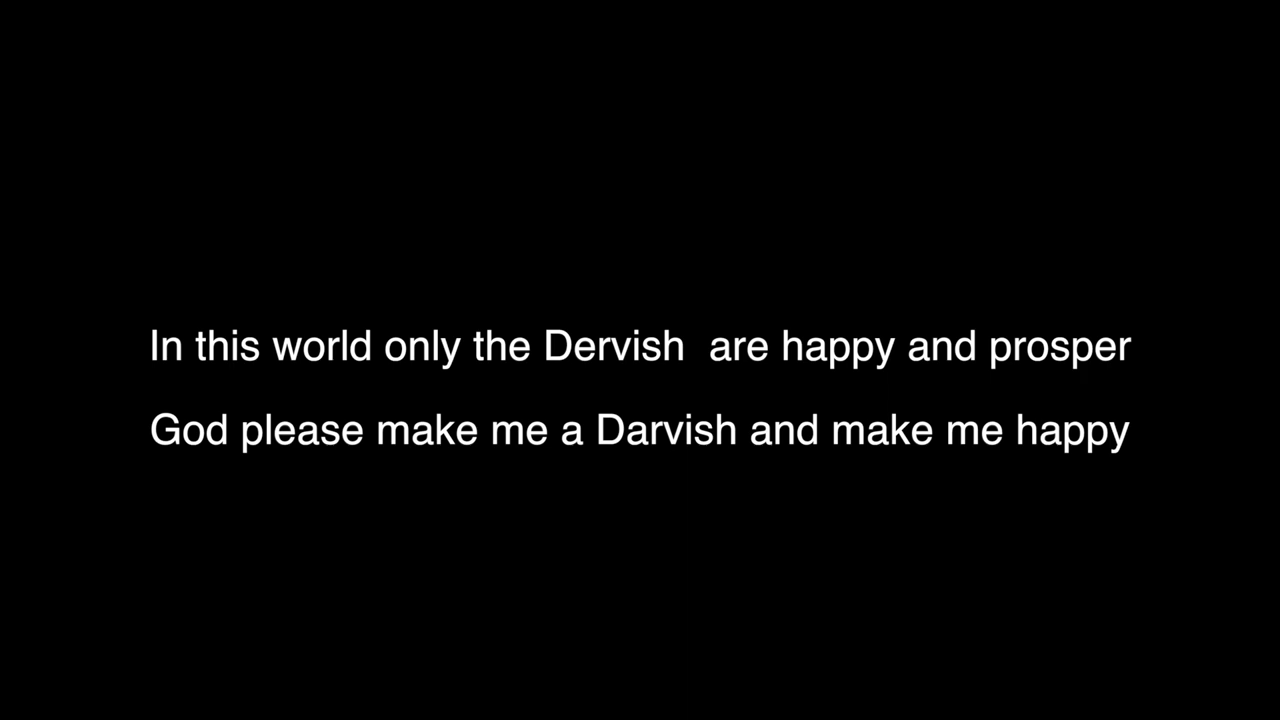 In this world only the Dervish  are happy and prosper
God please make me a Darvish and make me happy